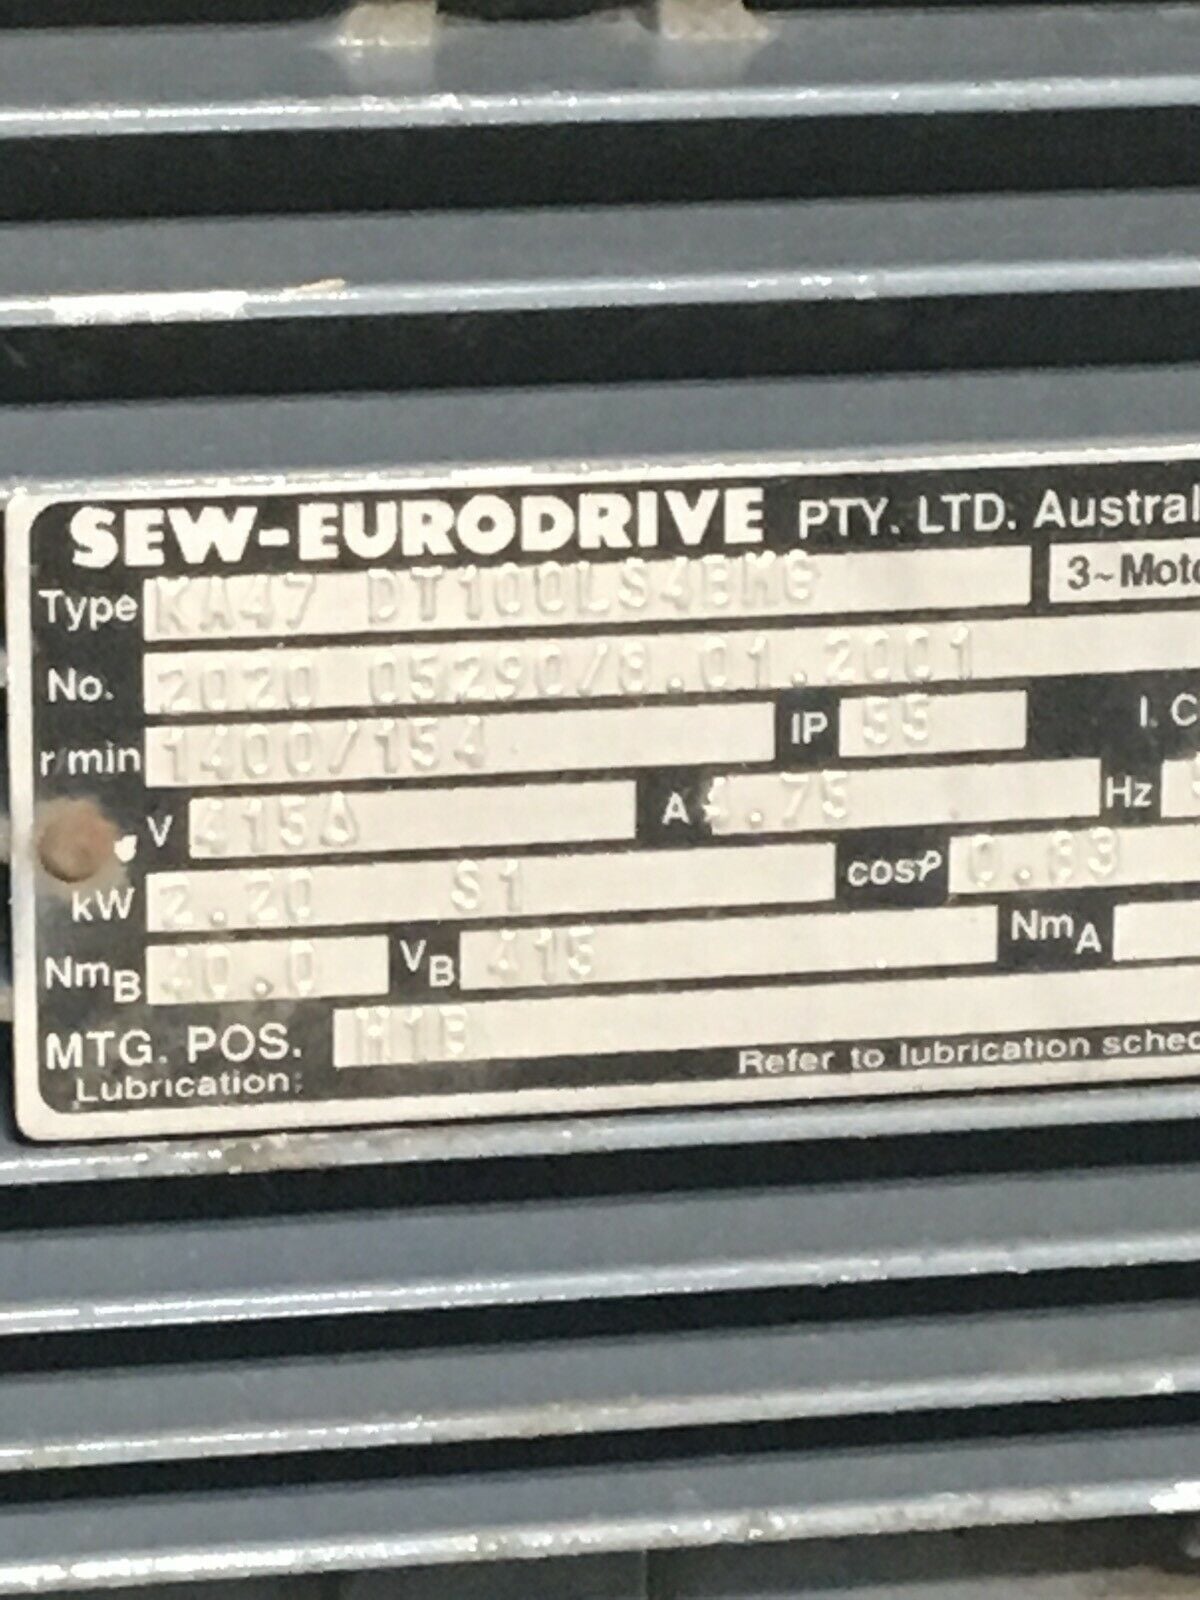 SEW-EURODRIVE PTY. LTD. Austral
Type KA47 DT100LS4BMG 3~Moto
No. 2020 05290/8.01.2001
r/min 1400/154 IP 55 I. C
V 415Δ A 4.75 Hz
kW 2.20 S1 cosφ 0.83
NmB 40.0 VB 415 NmA
MTG. POS. H1B
Refer to lubrication sched
Lubrication: